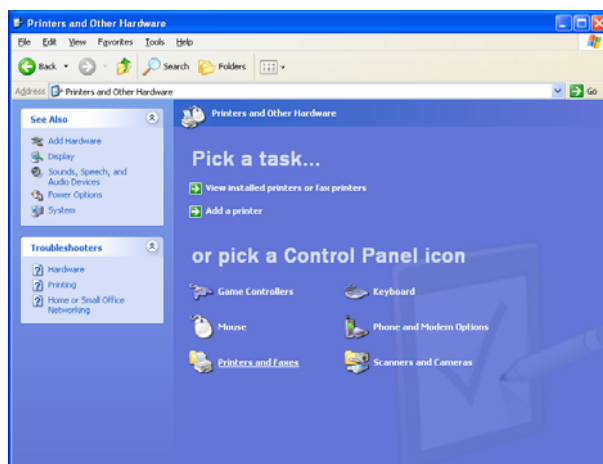 Printers and Other Hardware
File Edit View Favorites Tools Help
Back Search Folders
Address Printers and Other Hardware Go
See Also
Add Hardware
Display
Sounds, Speech, and
Audio Devices
Power Options
System
Troubleshooters
Hardware
Printing
Home or Small Office
Networking
Printers and Other Hardware
Pick a task...
View installed printers or fax printers
Add a printer
or pick a Control Panel icon
Game Controllers Keyboard
Mouse Phone and Modem Options
Printers and Faxes Scanners and Cameras